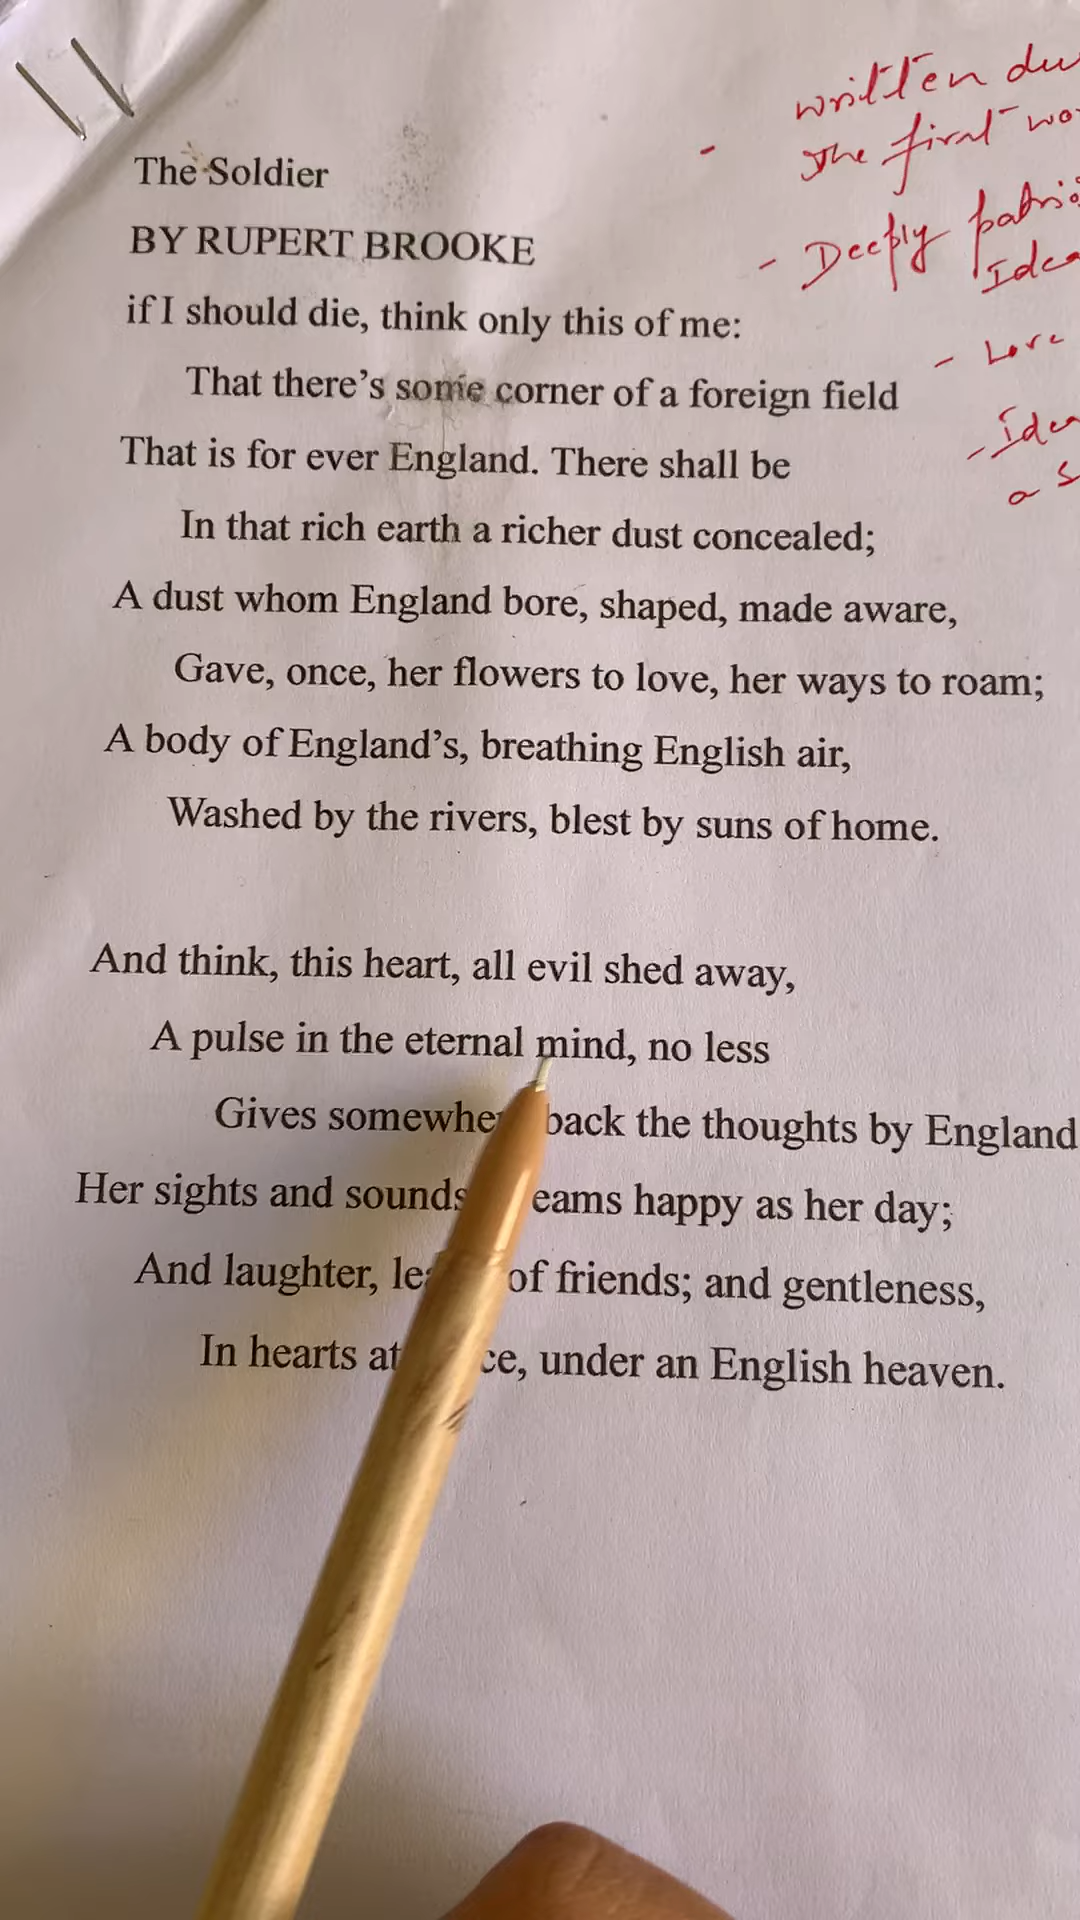 written du
The first wo
- Deeply patrio
Idea
- Love
- Idea
a s
The Soldier
BY RUPERT BROOKE
if I should die, think only this of me:
That there's some corner of a foreign field
That is for ever England. There shall be
In that rich earth a richer dust concealed;
A dust whom England bore, shaped, made aware,
Gave, once, her flowers to love, her ways to roam;
A body of England's, breathing English air,
Washed by the rivers, blest by suns of home.
And think, this heart, all evil shed away,
A pulse in the eternal mind, no less
Gives somewhe back the thoughts by England
Her sights and sounds eams happy as her day;
And laughter, le of friends; and gentleness,
In hearts at ce, under an English heaven.